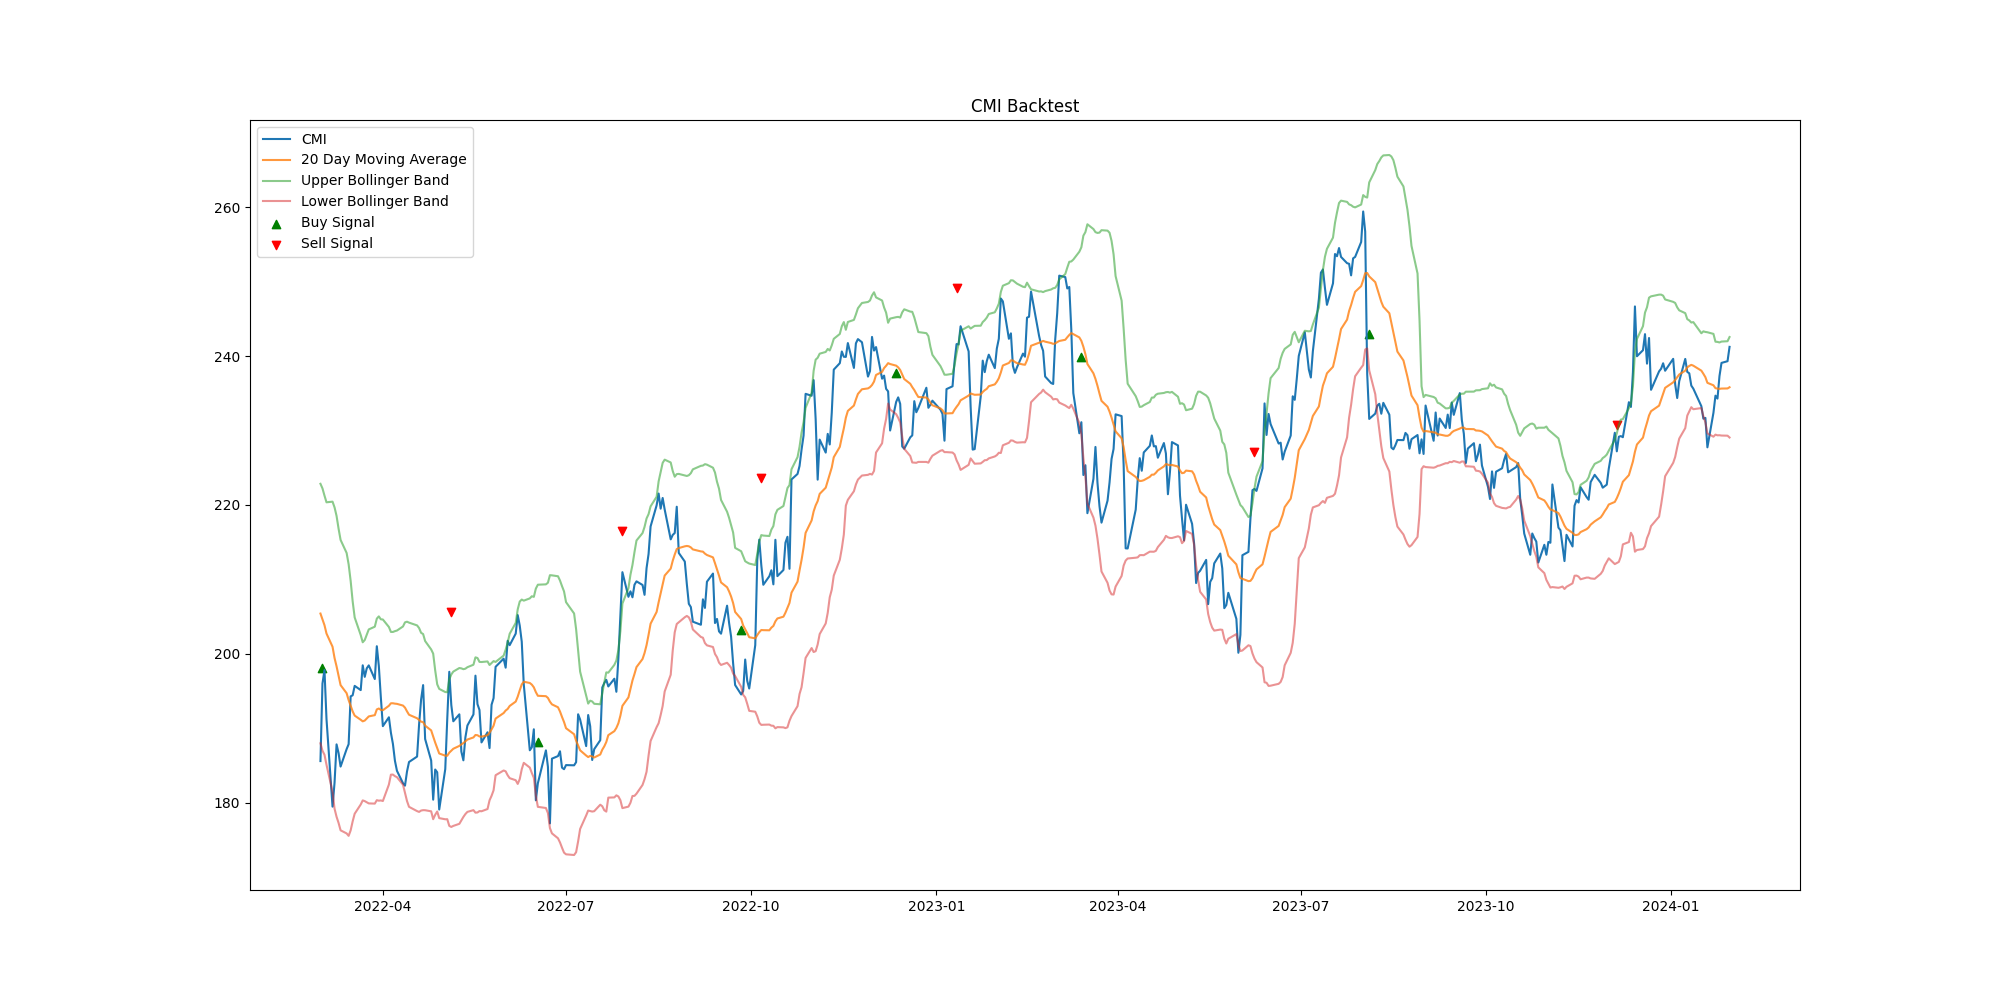 CMI Backtest
CMI
20 Day Moving Average
Upper Bollinger Band
Lower Bollinger Band
Buy Signal
Sell Signal
260
240
220
200
180
2022-04 2022-07 2022-10 2023-01 2023-04 2023-07 2023-10 2024-01